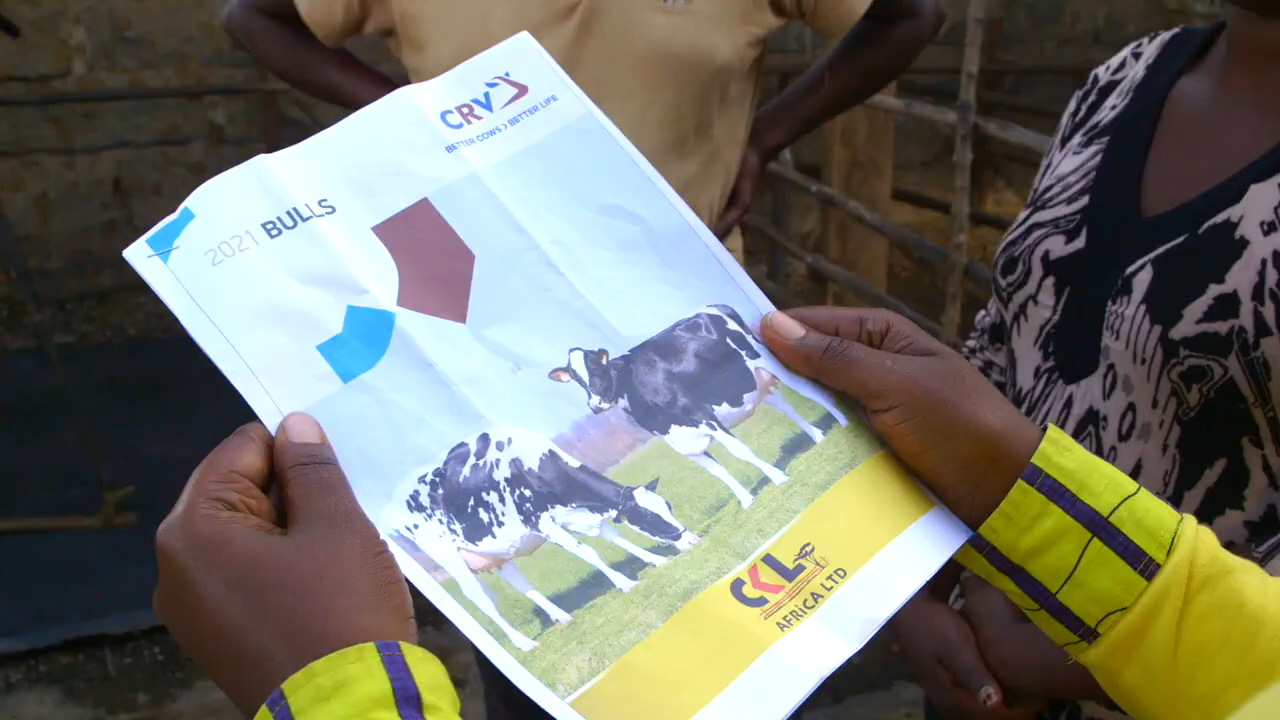 CRV
BETTER COWS > BETTER LIFE
2021 BULLS
CKL
AFRICA LTD